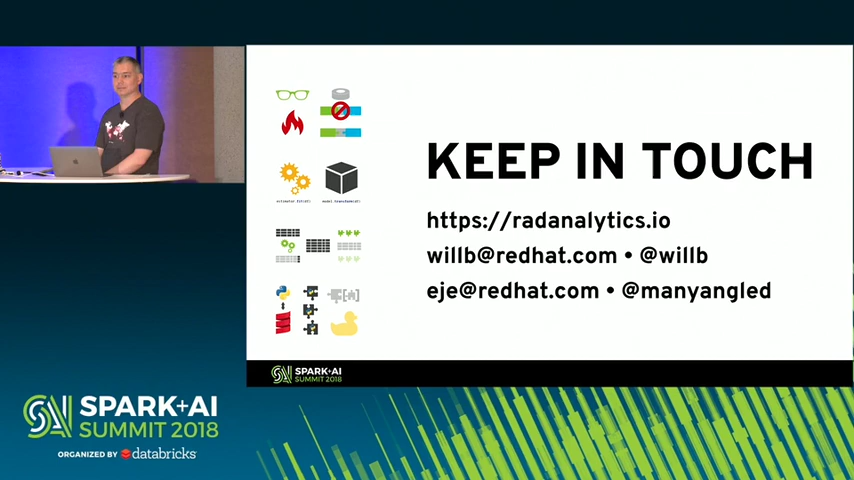 KEEP IN TOUCH
https://radanalytics.io
willb@redhat.com • @willb
eje@redhat.com • @manyangled
SPARK+AI
SUMMIT 2018
SPARK+AI
SUMMIT 2018
ORGANIZED BY databricks